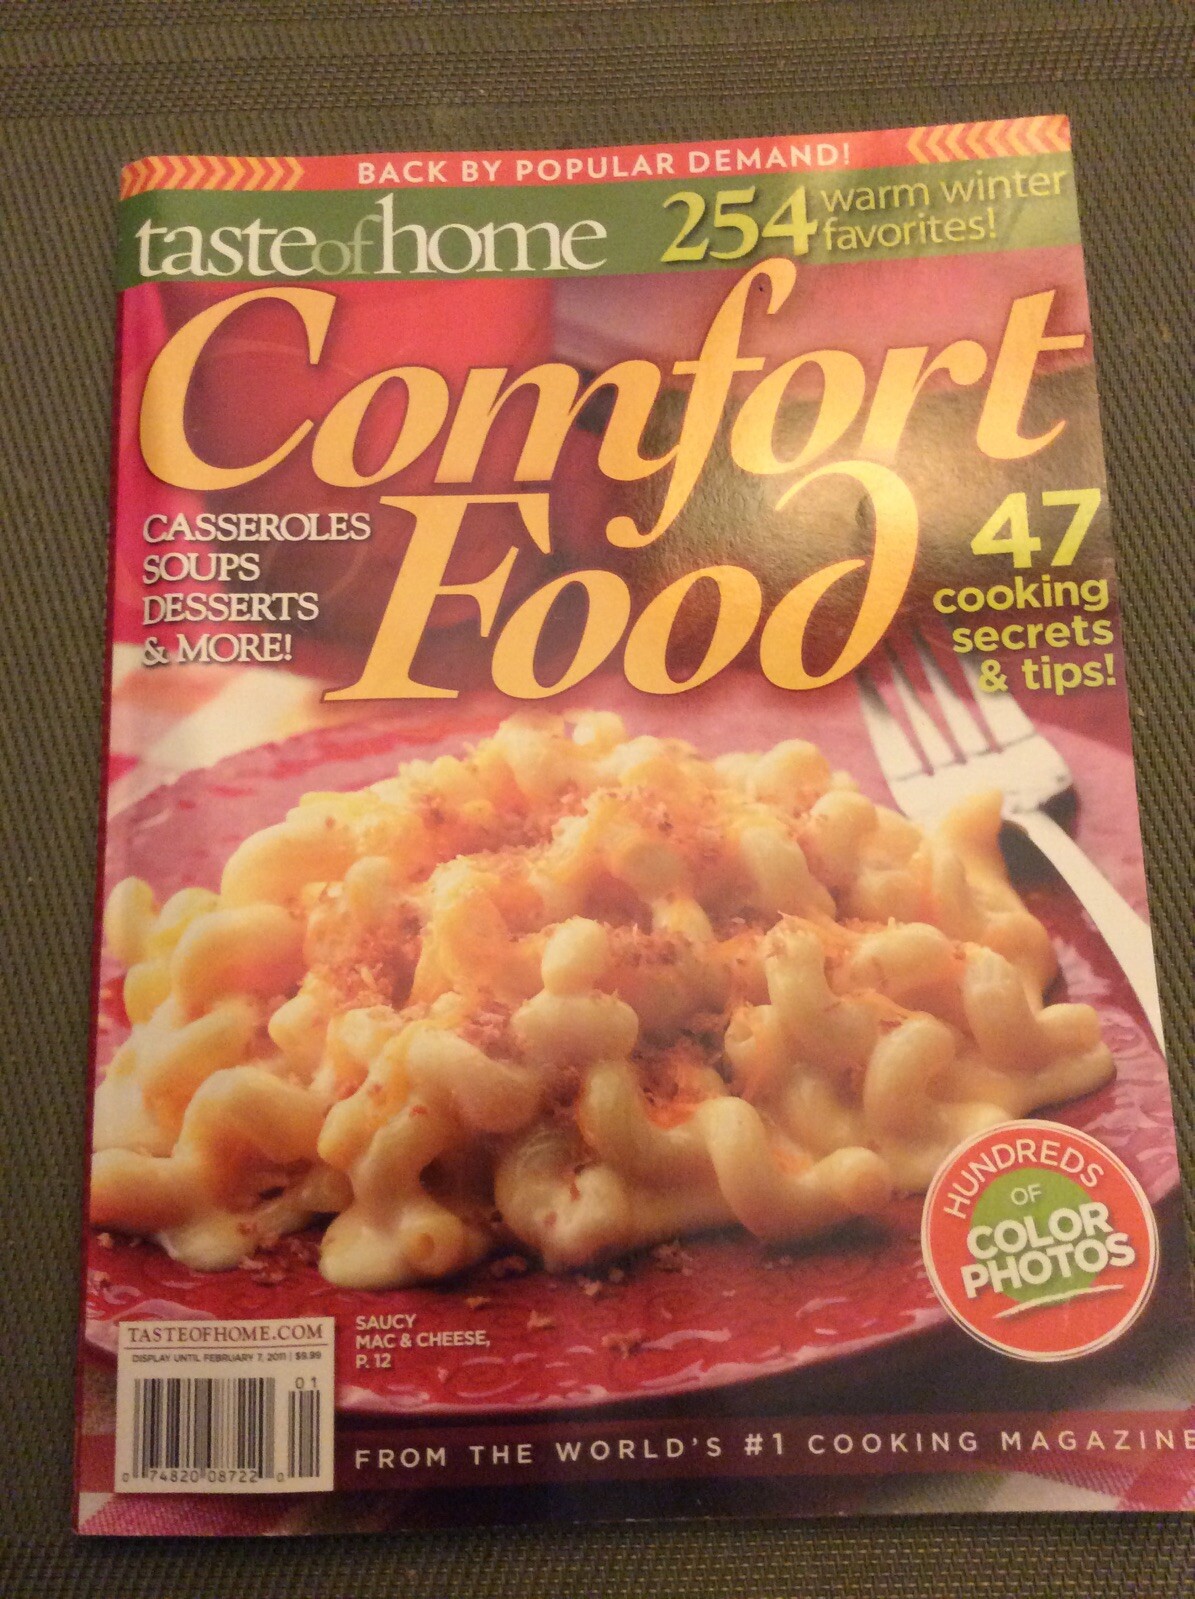 BACK BY POPULAR DEMAND!
tasteofhome
254 warm winter
favorites!
Comfort
Food
CASSEROLES
SOUPS
DESSERTS
& MORE!
47
cooking
secrets
& tips!
HUNDREDS
OF
COLOR
PHOTOS
SAUCY
MAC & CHEESE,
P. 12
TASTEOFHOME.COM
DISPLAY UNTIL FEBRUARY 7, 2011 | $9.99
01
0 74820 08722 0
FROM THE WORLD'S #1 COOKING MAGAZINE